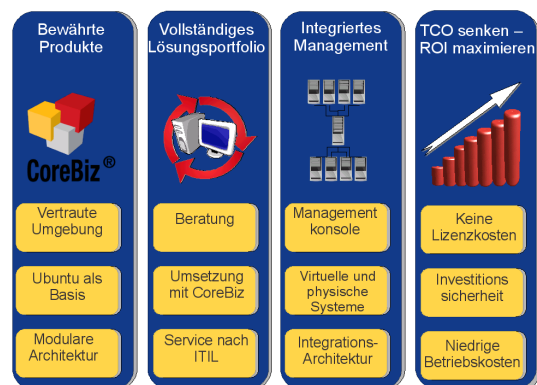 Bewährte
Produkte
CoreBiz ®
Vertraute
Umgebung
Ubuntu als
Basis
Modulare
Architektur
Vollständiges
Lösungsportfolio
Beratung
Umsetzung
mit CoreBiz
Service nach
ITIL
Integriertes
Management
Management
konsole
Virtuelle und
physische
Systeme
Integrations-
Architektur
TCO senken –
ROI maximieren
Keine
Lizenzkosten
Investitions
sicherheit
Niedrige
Betriebskosten